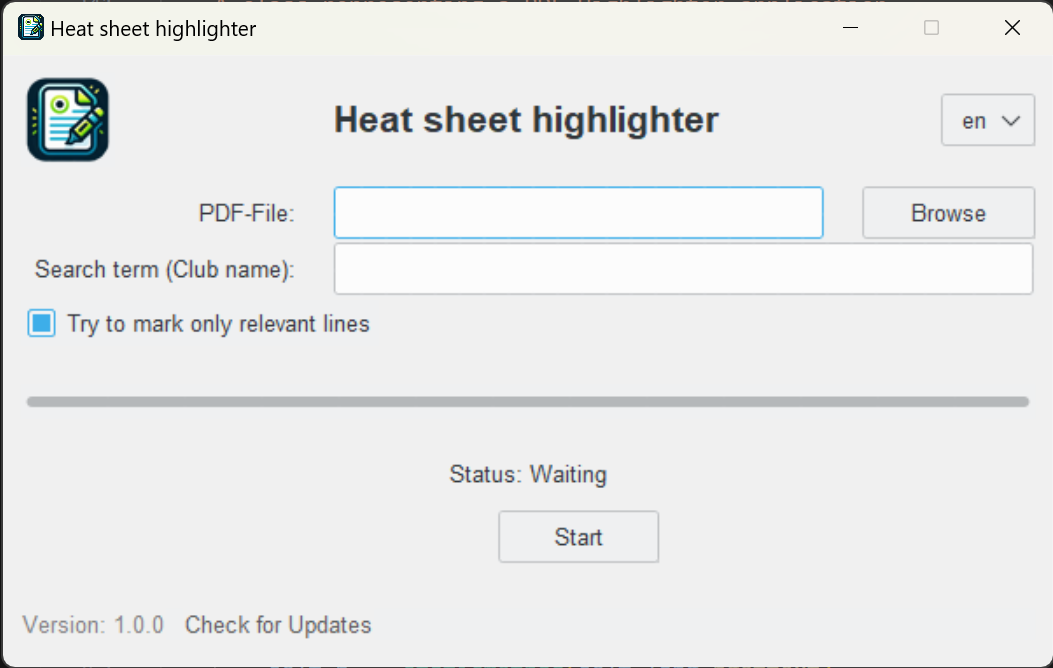 Heat sheet highlighter
Heat sheet highlighter
en
PDF-File:
Browse
Search term (Club name):
Try to mark only relevant lines
Status: Waiting
Start
Version: 1.0.0 Check for Updates